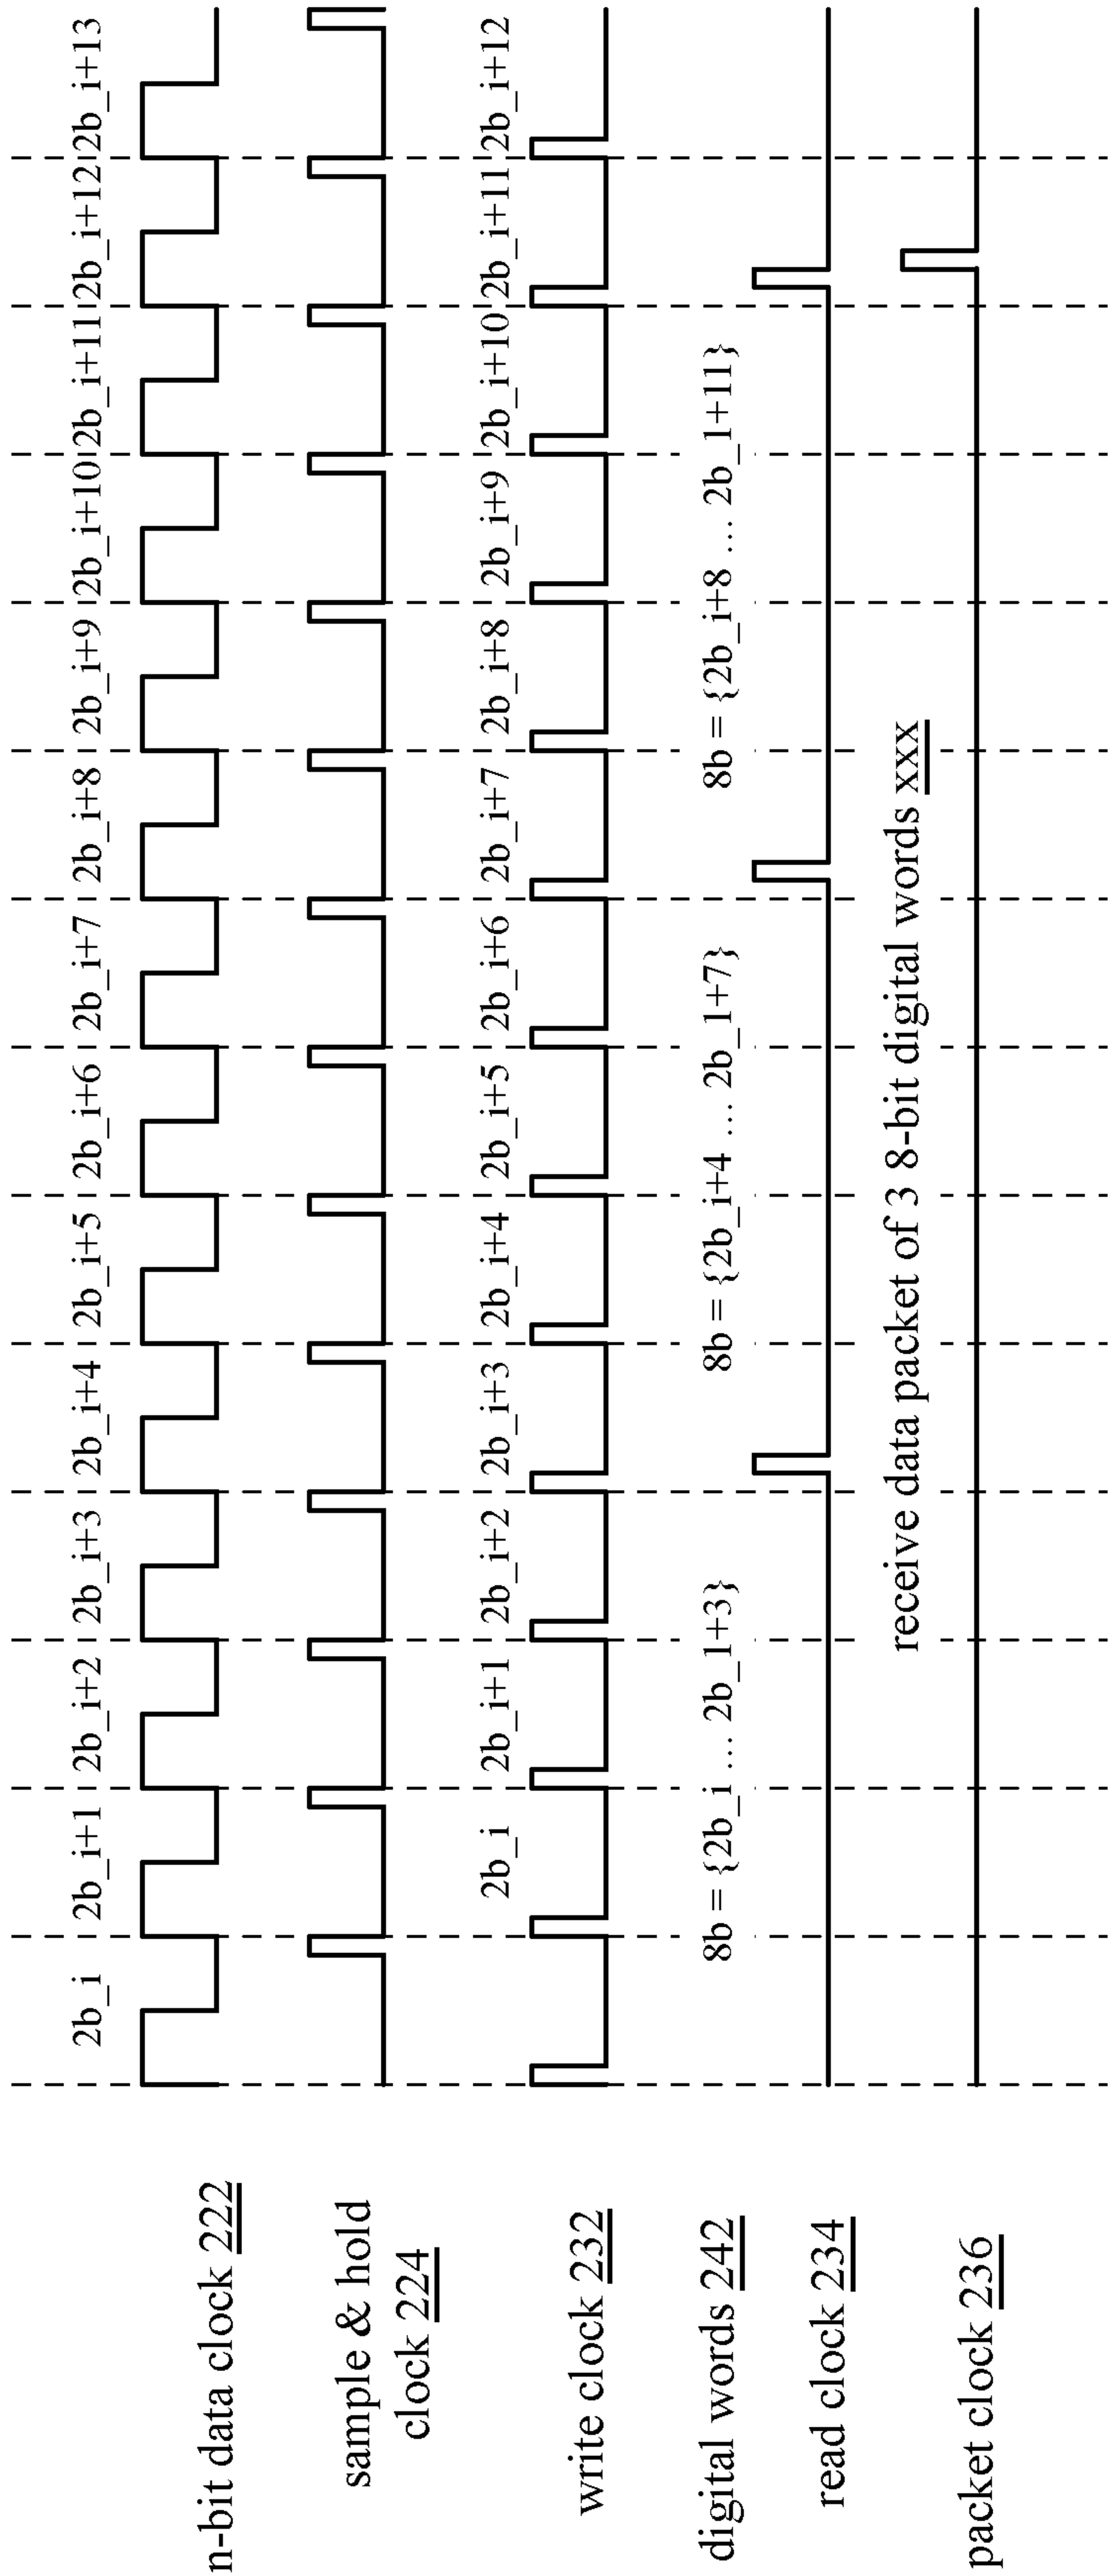 2b_i 2b_i+1 2b_i+2 2b_i+3 2b_i+4 2b_i+5 2b_i+6 2b_i+7 2b_i+8 2b_i+9 2b_i+10 2b_i+11 2b_i+12 2b_i+13
n-bit data clock 222
sample & hold
clock 224
2b_i 2b_i+1 2b_i+2 2b_i+3 2b_i+4 2b_i+5 2b_i+6 2b_i+7 2b_i+8 2b_i+9 2b_i+10 2b_i+11 2b_i+12
write clock 232
digital words 242 8b = {2b_i … 2b_1+3} 8b = {2b_i+4 … 2b_1+7} 8b = {2b_i+8 … 2b_1+11}
read clock 234
receive data packet of 3 8-bit digital words xxx
packet clock 236